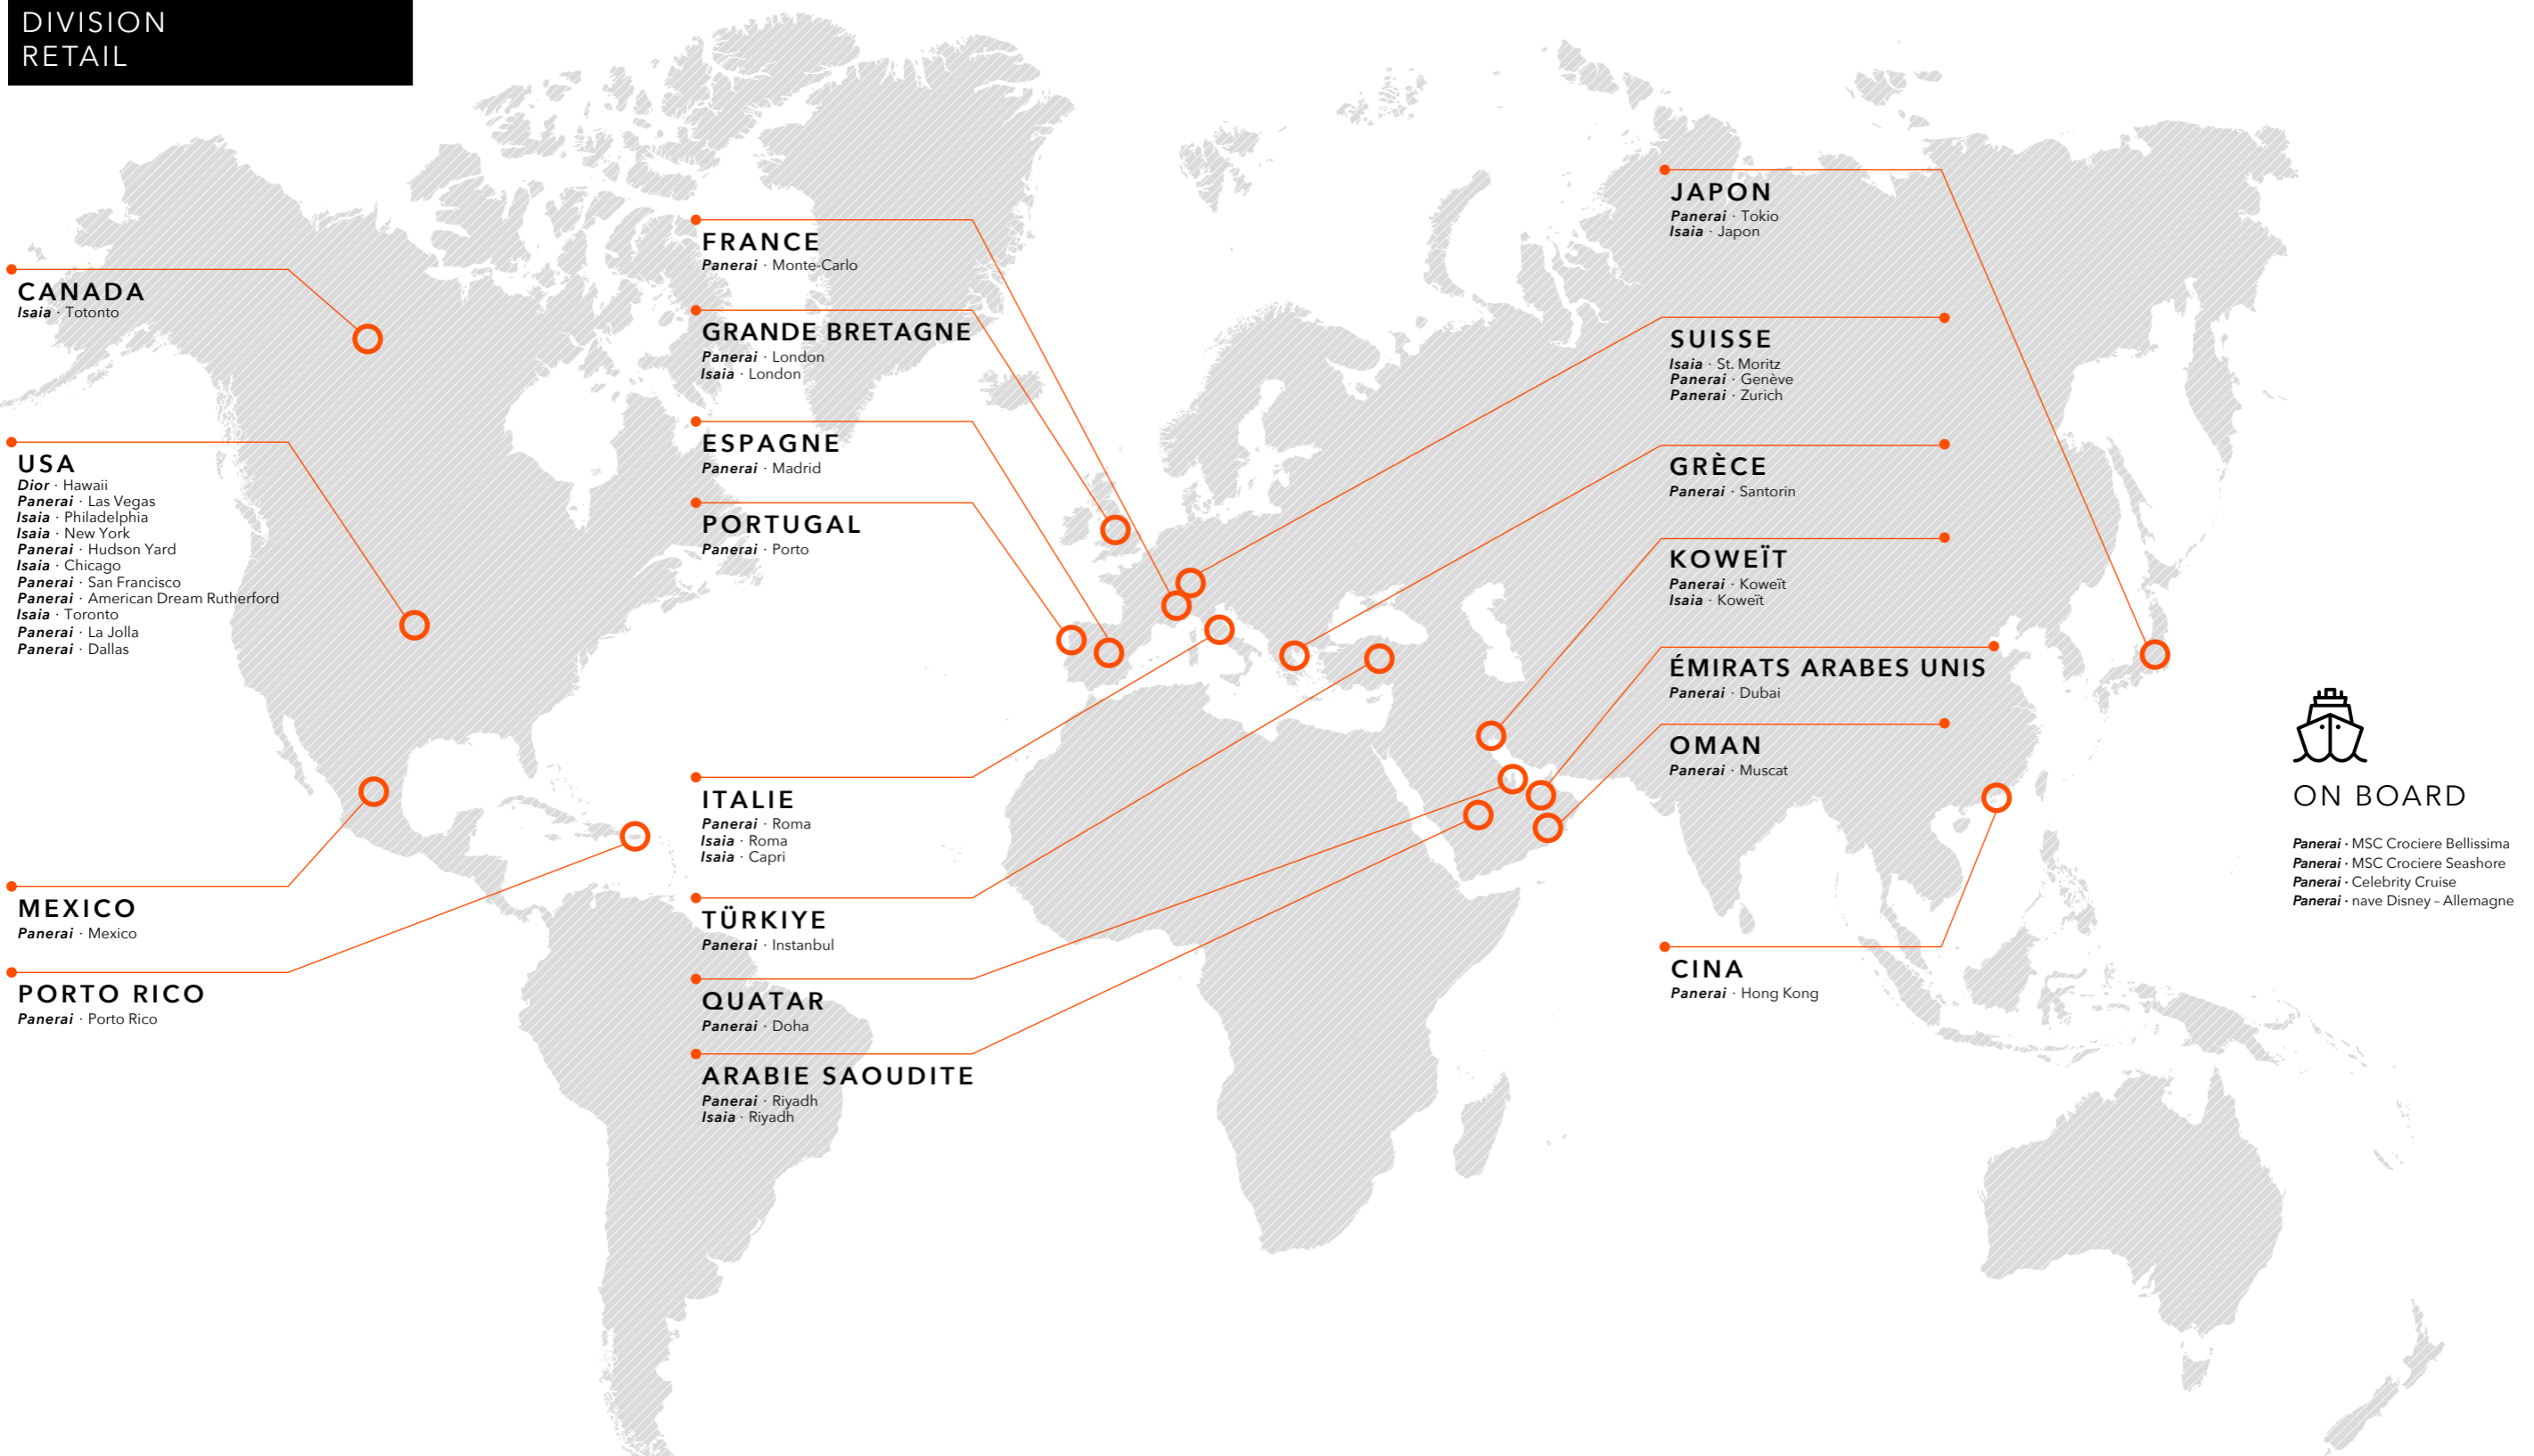 DIVISION
RETAIL
CANADA
Isaia · Totonto
USA
Dior · Hawaii
Panerai · Las Vegas
Isaia · Philadelphia
Isaia · New York
Panerai · Hudson Yard
Isaia · Chicago
Panerai · San Francisco
Panerai · American Dream Rutherford
Isaia · Toronto
Panerai · La Jolla
Panerai · Dallas
MEXICO
Panerai · Mexico
PORTO RICO
Panerai · Porto Rico
FRANCE
Panerai · Monte-Carlo
GRANDE BRETAGNE
Panerai · London
Isaia · London
ESPAGNE
Panerai · Madrid
PORTUGAL
Panerai · Porto
ITALIE
Panerai · Roma
Isaia · Roma
Isaia · Capri
TÜRKIYE
Panerai · Instanbul
QUATAR
Panerai · Doha
ARABIE SAOUDITE
Panerai · Riyadh
Isaia · Riyadh
JAPON
Panerai · Tokio
Isaia · Japon
SUISSE
Isaia · St. Moritz
Panerai · Genève
Panerai · Zurich
GRÈCE
Panerai · Santorin
KOWEÏT
Panerai · Koweït
Isaia · Koweït
ÉMIRATS ARABES UNIS
Panerai · Dubai
OMAN
Panerai · Muscat
CINA
Panerai · Hong Kong
ON BOARD
Panerai · MSC Crociere Bellissima
Panerai · MSC Crociere Seashore
Panerai · Celebrity Cruise
Panerai · nave Disney – Allemagne